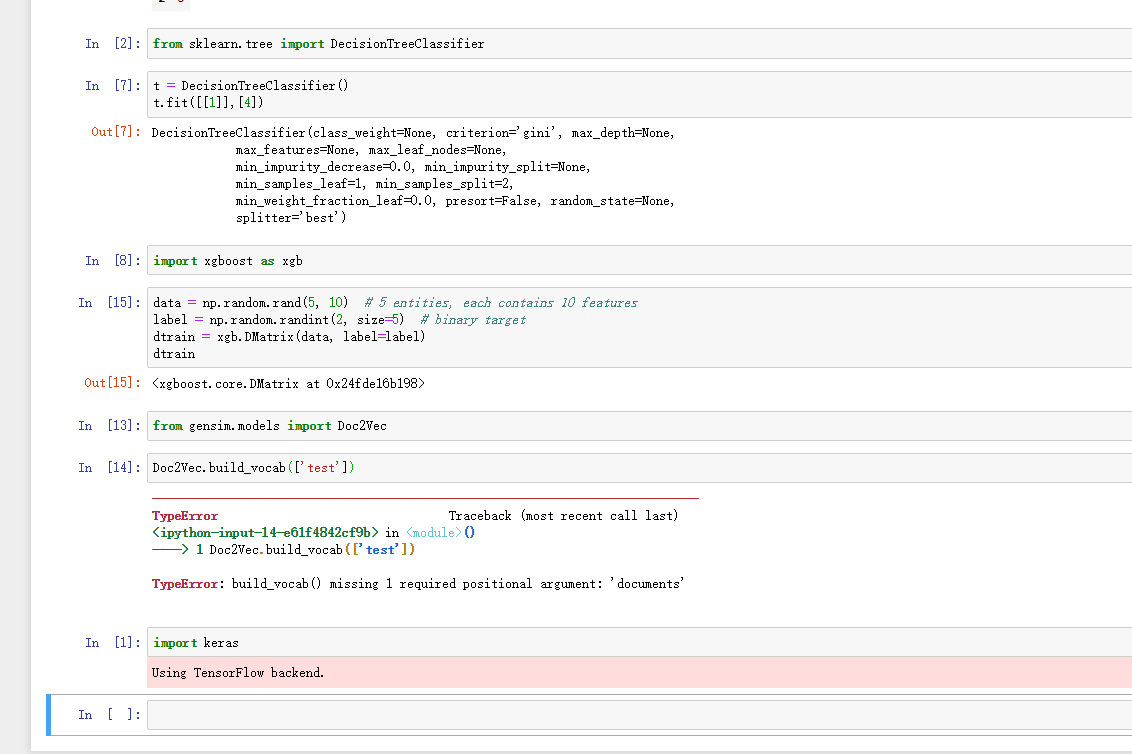 In [2]: from sklearn.tree import DecisionTreeClassifier
In [7]: t = DecisionTreeClassifier()
t.fit([[1]],[4])
Out[7]: DecisionTreeClassifier(class_weight=None, criterion='gini', max_depth=None,
max_features=None, max_leaf_nodes=None,
min_impurity_decrease=0.0, min_impurity_split=None,
min_samples_leaf=1, min_samples_split=2,
min_weight_fraction_leaf=0.0, presort=False, random_state=None,
splitter='best')
In [8]: import xgboost as xgb
In [15]: data = np.random.rand(5, 10)  # 5 entities, each contains 10 features
label = np.random.randint(2, size=5)  # binary target
dtrain = xgb.DMatrix(data, label=label)
dtrain
Out[15]: <xgboost.core.DMatrix at 0x24fde16b198>
In [13]: from gensim.models import Doc2Vec
In [14]: Doc2Vec.build_vocab(['test'])
TypeError Traceback (most recent call last)
<ipython-input-14-e61f4842cf9b> in <module>()
----> 1 Doc2Vec.build_vocab(['test'])
TypeError: build_vocab() missing 1 required positional argument: 'documents'
In [1]: import keras
Using TensorFlow backend.
In [ ]: